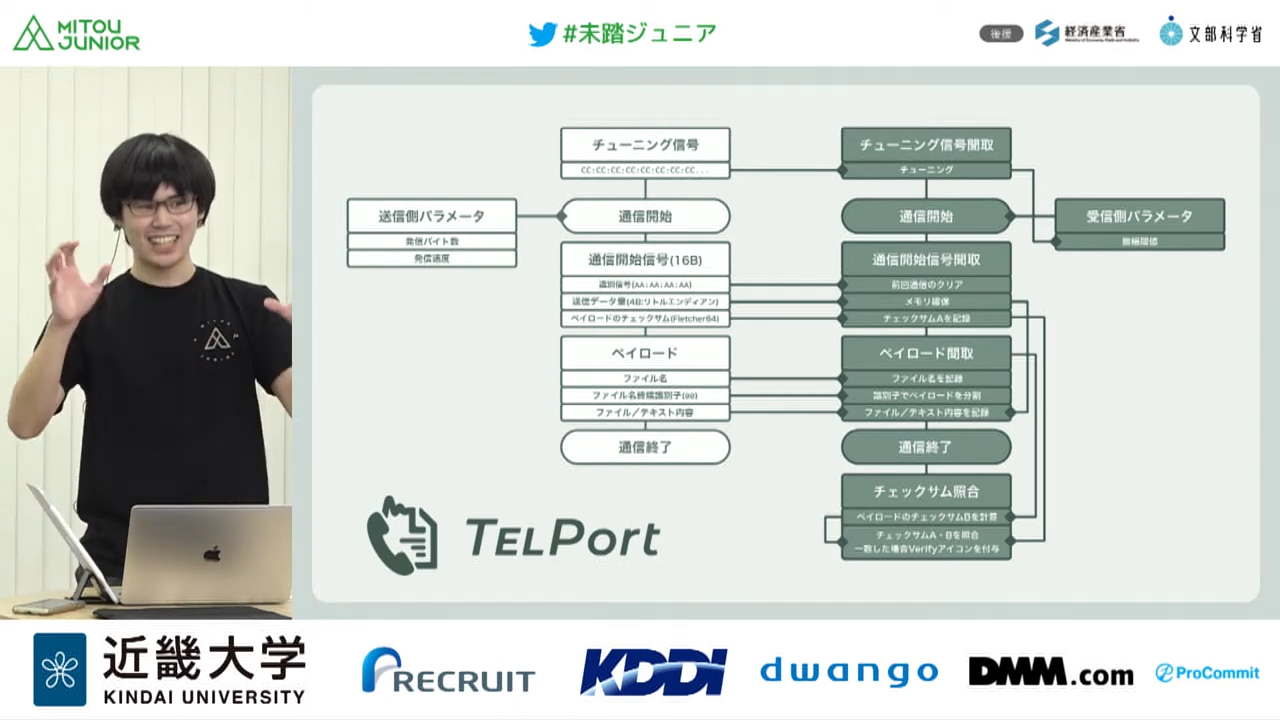 MITOU
JUNIOR
#未踏ジュニア
後援
経済産業省
文部科学省
チューニング信号
CC:CC:CC:CC:CC:CC:CC:CC...
チューニング信号聞取
チューニング
送信側パラメータ
発信バイト数
発信速度
通信開始
通信開始
受信側パラメータ
振幅閾値
通信開始信号(16B)
識別信号(AA:AA:AA:AA)
送信データ量(4B:リトルエンディアン)
ペイロードのチェックサム(Fletcher64)
通信開始信号聞取
前回通信のクリア
メモリ確保
チェックサムAを記録
ペイロード
ファイル名
ファイル名終端識別子(00)
ファイル/テキスト内容
ペイロード聞取
ファイル名を記録
識別子でペイロードを分割
ファイル/テキスト内容を記録
通信終了
通信終了
チェックサム照合
ペイロードのチェックサムBを計算
チェックサムA・Bを照合
一致した場合Verifyアイコンを付与
TELPORT
MITOU
JUNIOR
近畿大学
KINDAI UNIVERSITY
RECRUIT
KDDI
dwango
DMM.com
ProCommit